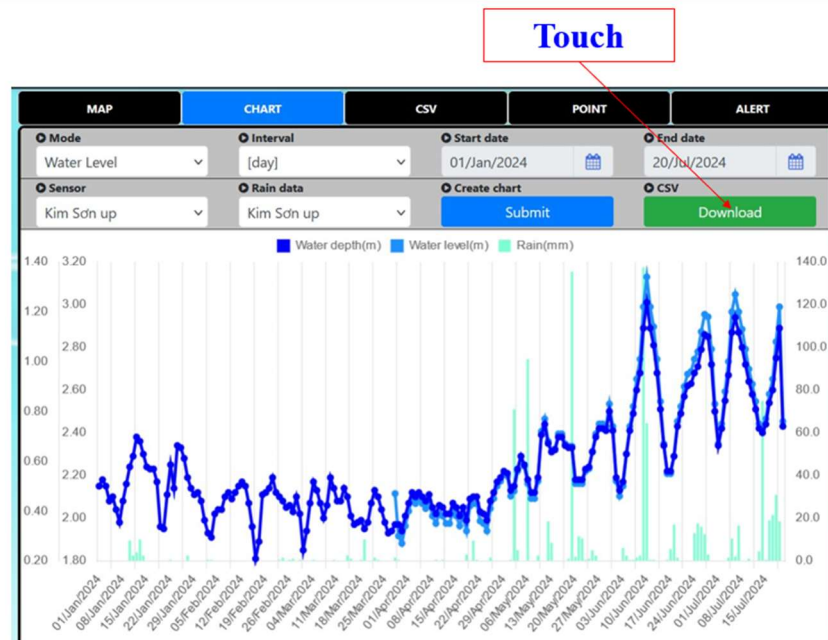 Touch
MAP CHART CSV POINT ALERT
Mode Interval Start date End date
Water Level [day] 01/Jan/2024 20/Jul/2024
Sensor Rain data Create chart CSV
Kim Sơn up Kim Sơn up Submit Download
Water depth(m) Water level(m) Rain(mm)
1.40 3.20 140.0
1.20 3.00 120.0
1.00 2.80 100.0
0.80 2.60 80.0
2.40 60.0
0.60 2.20 40.0
0.40 2.00 20.0
0.20 1.80 0.0
01/Jan/2024 08/Jan/2024 15/Jan/2024 22/Jan/2024 29/Jan/2024 05/Feb/2024 12/Feb/2024 19/Feb/2024 26/Feb/2024 04/Mar/2024 11/Mar/2024 18/Mar/2024 25/Mar/2024 01/Apr/2024 08/Apr/2024 15/Apr/2024 22/Apr/2024 29/Apr/2024 06/May/2024 13/May/2024 20/May/2024 27/May/2024 03/Jun/2024 10/Jun/2024 17/Jun/2024 24/Jun/2024 01/Jul/2024 08/Jul/2024 15/Jul/2024